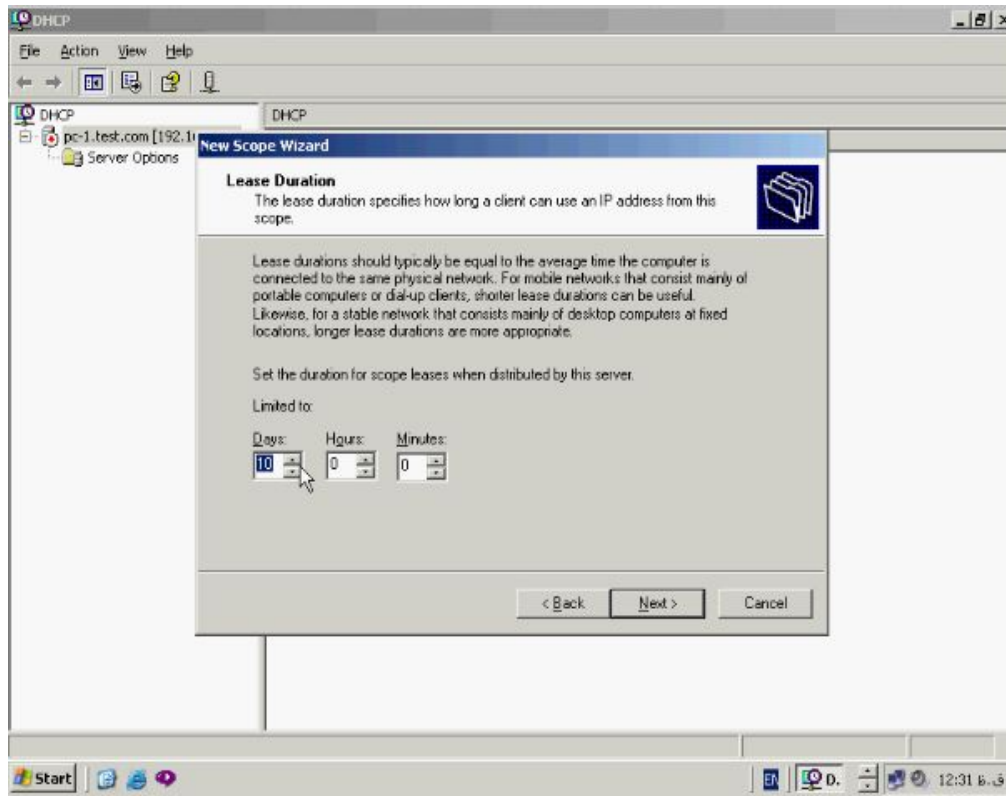 DHCP
File Action View Help
DHCP
DHCP
pc-1.test.com [192.1
Server Options
New Scope Wizard
Lease Duration
The lease duration specifies how long a client can use an IP address from this
scope.
Lease durations should typically be equal to the average time the computer is
connected to the same physical network. For mobile networks that consist mainly of
portable computers or dial-up clients, shorter lease durations can be useful.
Likewise, for a stable network that consists mainly of desktop computers at fixed
locations, longer lease durations are more appropriate.
Set the duration for scope leases when distributed by this server.
Limited to:
Days: Hours: Minutes:
10 0 0
< Back Next > Cancel
Start EN D. 12:31